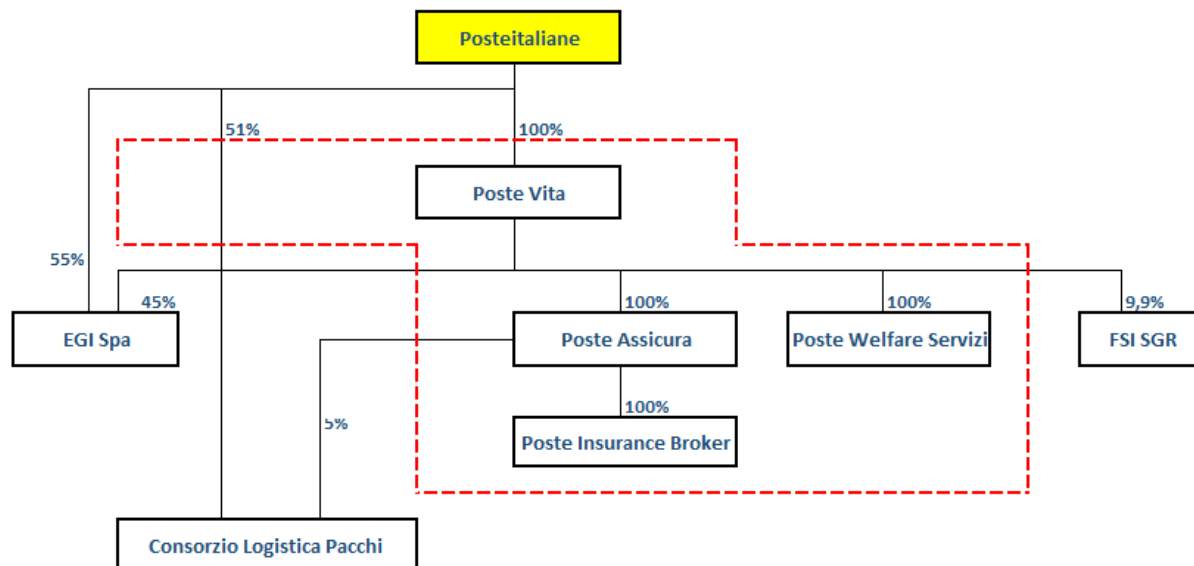 Posteitaliane
51%
100%
Poste Vita
55%
45%
100%
100%
9,9%
EGI Spa
Poste Assicura
Poste Welfare Servizi
FSI SGR
100%
5%
Poste Insurance Broker
Consorzio Logistica Pacchi